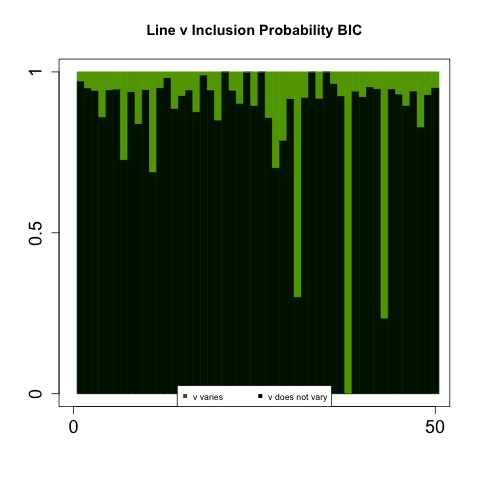 Line v Inclusion Probability BIC
1
0.5
0
v varies
v does not vary
0
50